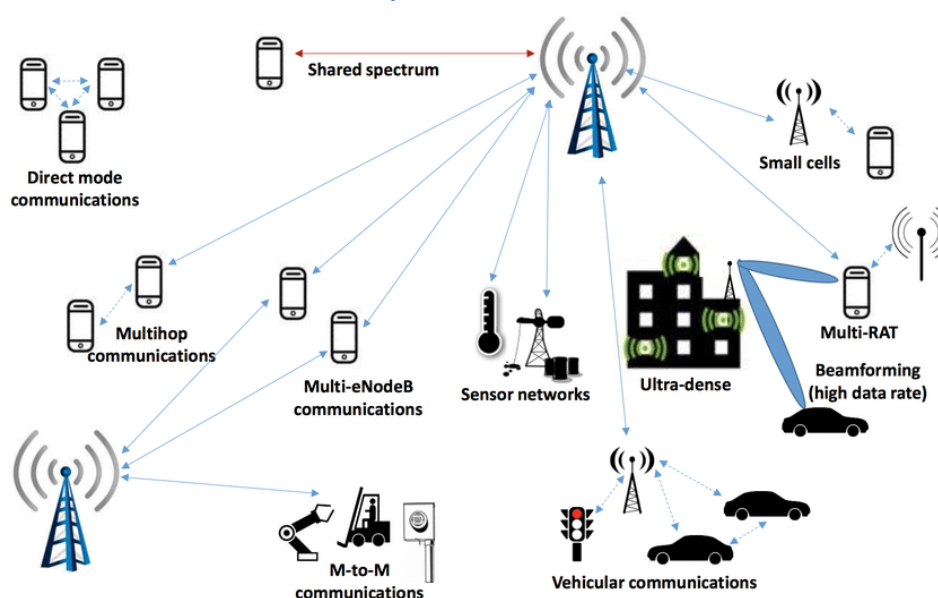 Shared spectrum
Direct mode
communications
Small cells
Multihop
communications
Multi-eNodeB
communications
Sensor networks
Ultra-dense
Multi-RAT
Beamforming
(high data rate)
M-to-M
communications
Vehicular communications